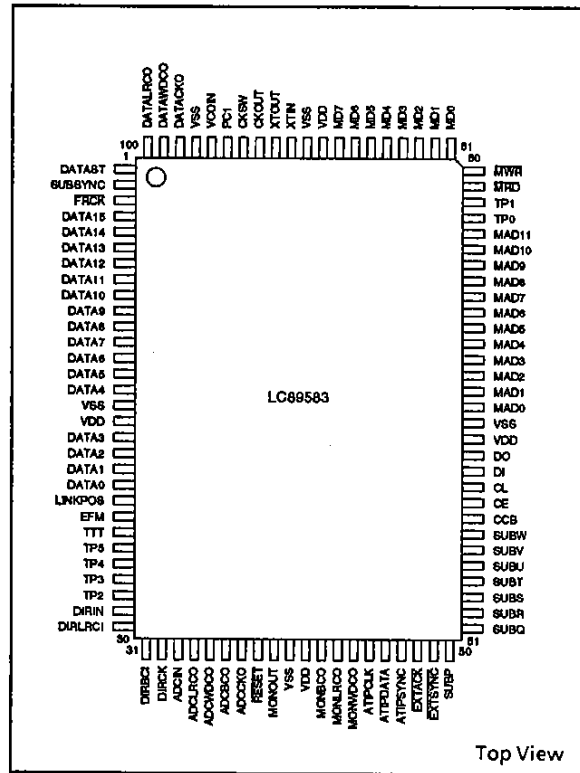 DATALRCO
DATAWDCO
DATACKO
VSS
VCOIN
PC1
CKSW
CKOUT
XTOUT
XTIN
VSS
VDD
MD7
MD6
MD5
MD4
MD3
MD2
MD1
MD0
100
81
1
80
DATAST
SUBSYNC
FRCK
DATA15
DATA14
DATA13
DATA12
DATA11
DATA10
DATA9
DATA8
DATA7
DATA6
DATA5
DATA4
VSS
VDD
DATA3
DATA2
DATA1
DATA0
LINKPOS
EFM
TTT
TP5
TP4
TP3
TP2
DIRIN
DIRLRCI
LC89583
MWR
MRD
TP1
TP0
MAD11
MAD10
MAD9
MAD8
MAD7
MAD6
MAD5
MAD4
MAD3
MAD2
MAD1
MAD0
VSS
VDD
DO
DI
CL
CE
CCB
SUBW
SUBV
SUBU
SUBT
SUBS
SUBR
SUBQ
30
51
31
50
DIRBCI
DIRCK
ADCIN
ADCLRCO
ADCWDCO
ADCBCO
ADCCKO
RESET
MONOUT
VSS
VDD
MONBCO
MONLRCO
MONWDCO
ATIPCLK
ATIPDATA
ATIPSYNC
EXTACK
EXTSYNC
SUBP
Top View